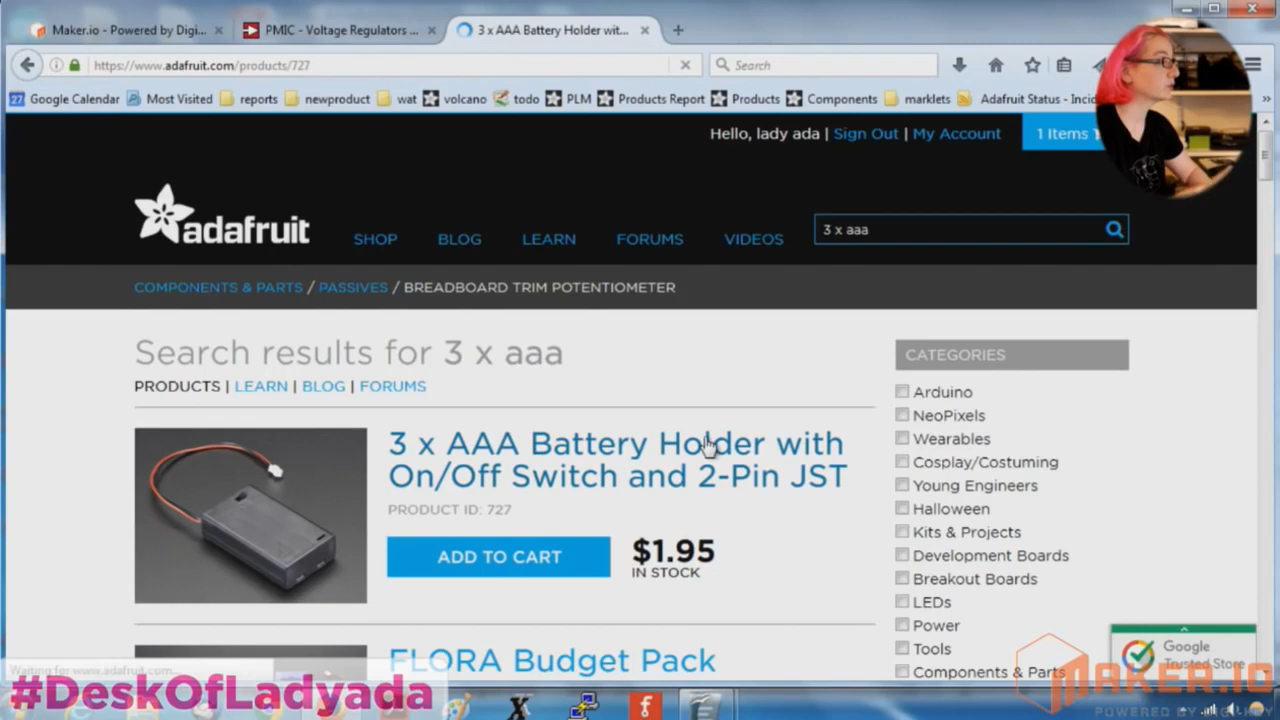 Maker.io - Powered by Digi...
PMIC - Voltage Regulators ...
3 x AAA Battery Holder wit...
https://www.adafruit.com/products/727
Search
27 Google Calendar
Most Visited
reports
newproduct
wat
volcano
todo
PLM
Products Report
Products
Components
marklets
Adafruit Status - Incid
Hello, lady ada | Sign Out | My Account
1 Items
adafruit
SHOP
BLOG
LEARN
FORUMS
VIDEOS
3 x aaa
COMPONENTS & PARTS / PASSIVES / BREADBOARD TRIM POTENTIOMETER
Search results for 3 x aaa
PRODUCTS | LEARN | BLOG | FORUMS
3 x AAA Battery Holder with
On/Off Switch and 2-Pin JST
PRODUCT ID: 727
ADD TO CART
$1.95
IN STOCK
FLORA Budget Pack
CATEGORIES
Arduino
NeoPixels
Wearables
Cosplay/Costuming
Young Engineers
Halloween
Kits & Projects
Development Boards
Breakout Boards
LEDs
Power
Tools
Components & Parts
Google
Trusted Store
Waiting for www.adafruit.com...
#DeskOfLadyada
MAKER.IO
POWERED BY DIGI-KEY